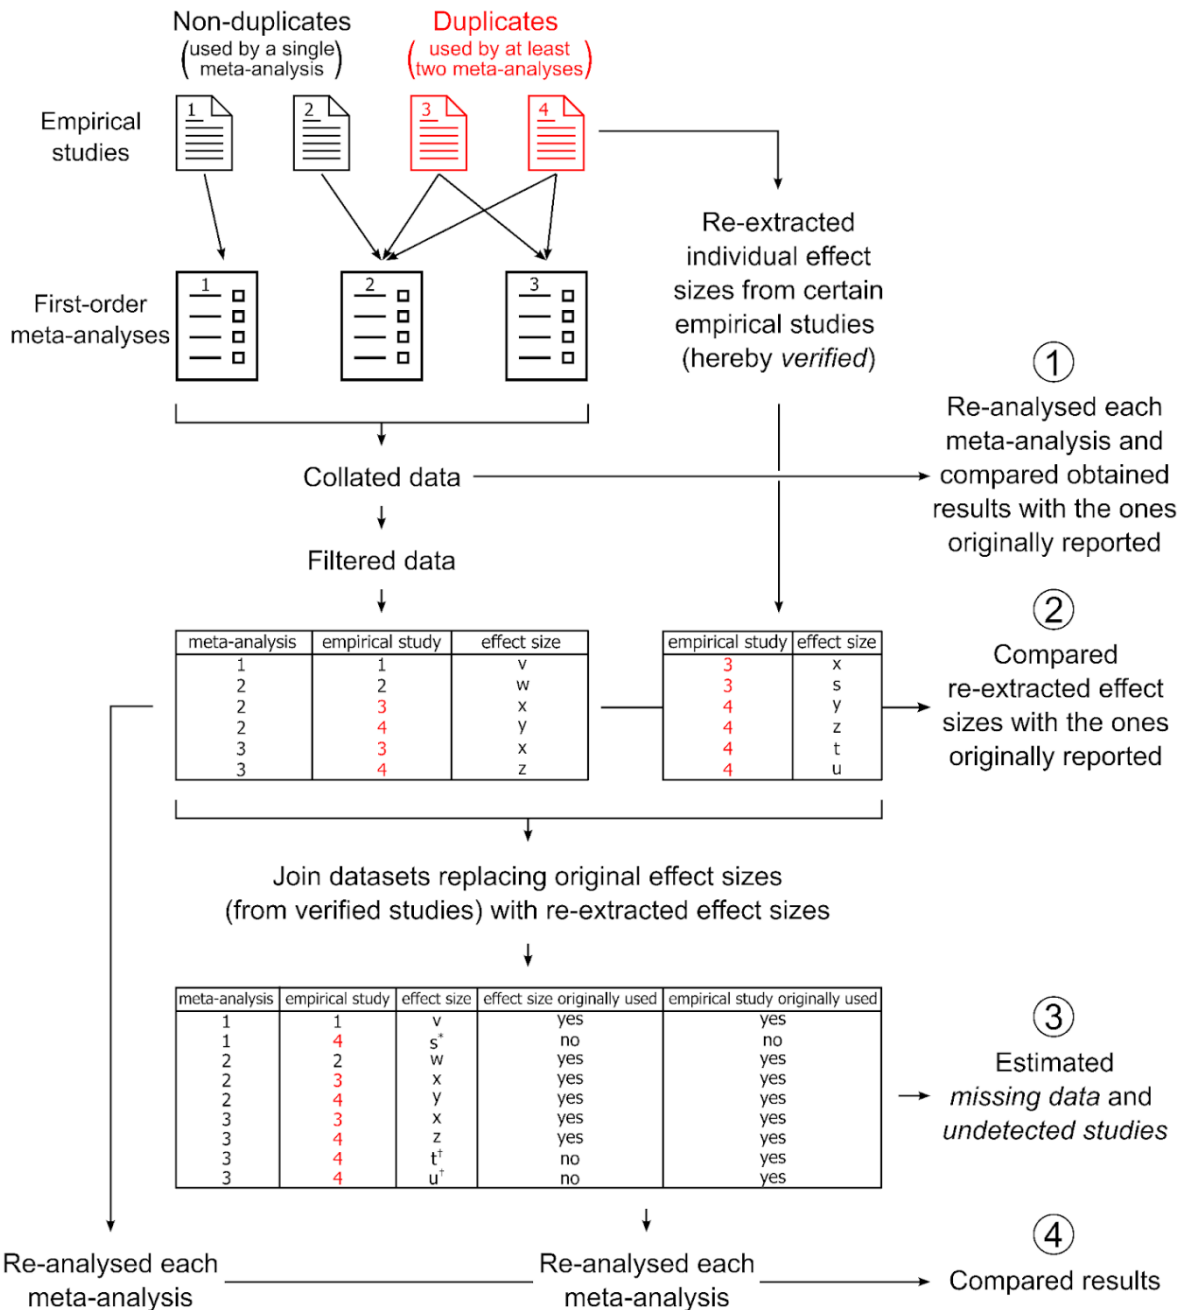 Non-duplicates
(used by a single
meta-analysis)
Duplicates
(used by at least
two meta-analyses)
Empirical
studies
1
2
3
4
First-order
meta-analyses
1
2
3
Re-extracted
individual effect
sizes from certain
empirical studies
(hereby verified)
1
Re-analysed each
meta-analysis and
compared obtained
results with the ones
originally reported
Collated data
Filtered data
meta-analysis empirical study effect size
1 1 v
2 2 w
2 3 x
2 4 y
3 3 x
3 4 z
empirical study effect size
3 x
3 s
4 y
4 z
4 t
4 u
2
Compared
re-extracted effect
sizes with the ones
originally reported
Join datasets replacing original effect sizes
(from verified studies) with re-extracted effect sizes
meta-analysis empirical study effect size effect size originally used empirical study originally used
1 1 v yes yes
1 4 s* no no
2 2 w yes yes
2 3 x yes yes
2 4 y yes yes
3 3 x yes yes
3 4 z yes yes
3 4 t† no yes
3 4 u† no yes
3
Estimated
missing data and
undetected studies
Re-analysed each
meta-analysis
Re-analysed each
meta-analysis
4
Compared results